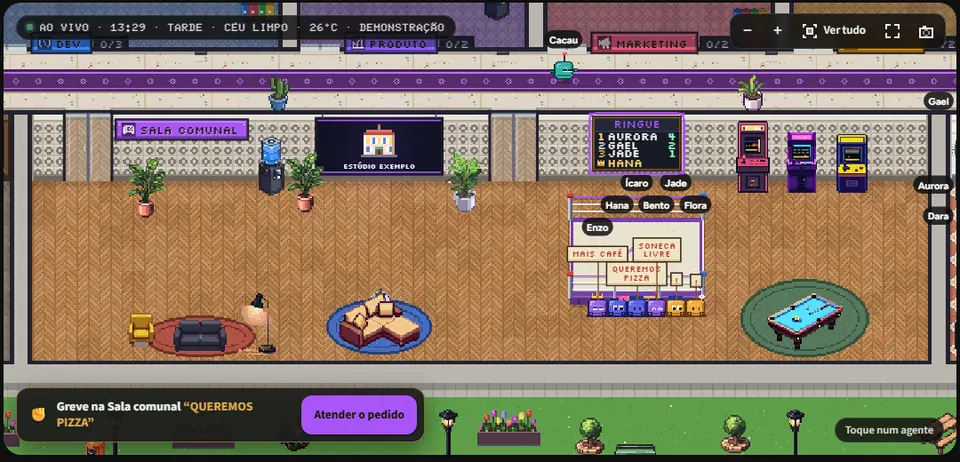 AO VIVO · 13:29 · TARDE · CÉU LIMPO · 26°C · DEMONSTRAÇÃO
− + Ver tudo
DEV 0/3
PRODUTO 0/2
Cacau
MARKETING 0/2
Gael
SALA COMUNAL
ESTÚDIO EXEMPLO
RINGUE
1 AURORA 4
2 GAEL 2
3 JADE 1
HANA
Ícaro
Jade
Aurora
Hana
Bento
Flora
Dara
Enzo
MAIS CAFÉ
SONECA
LIVRE
QUEREMOS
PIZZA
! !
Greve na Sala comunal “QUEREMOS
PIZZA”
Atender o pedido
Toque num agente